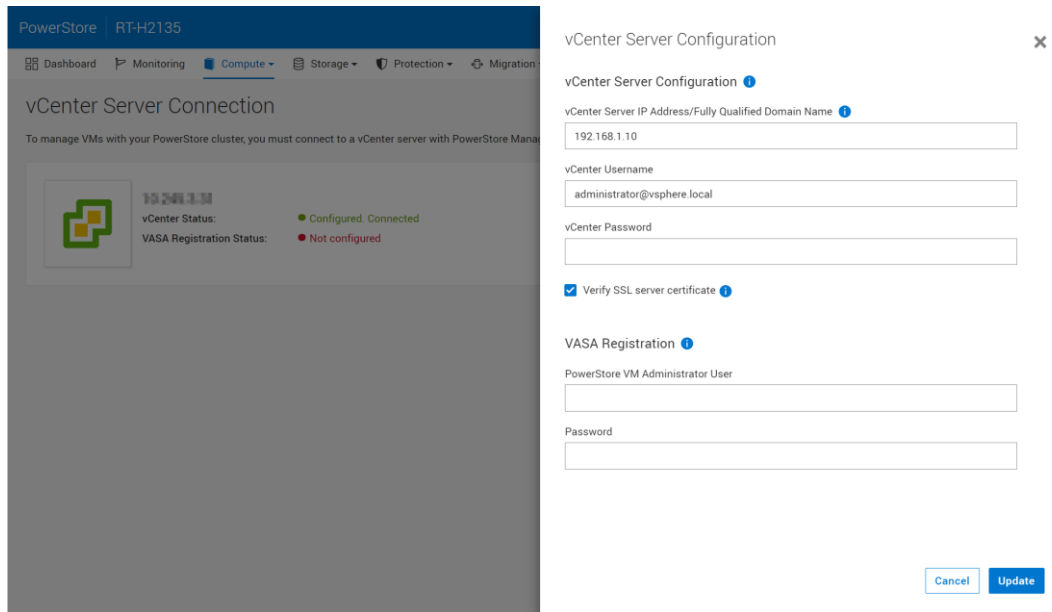 PowerStore RT-H2135
Dashboard Monitoring Compute Storage Protection Migration
vCenter Server Connection
To manage VMs with your PowerStore cluster, you must connect to a vCenter server with PowerStore
vCenter Status: Configured. Connected
VASA Registration Status: Not configured
vCenter Server Configuration
vCenter Server Configuration
vCenter Server IP Address/Fully Qualified Domain Name
192.168.1.10
vCenter Username
administrator@vsphere.local
vCenter Password
Verify SSL server certificate
VASA Registration
PowerStore VM Administrator User
Password
Cancel Update